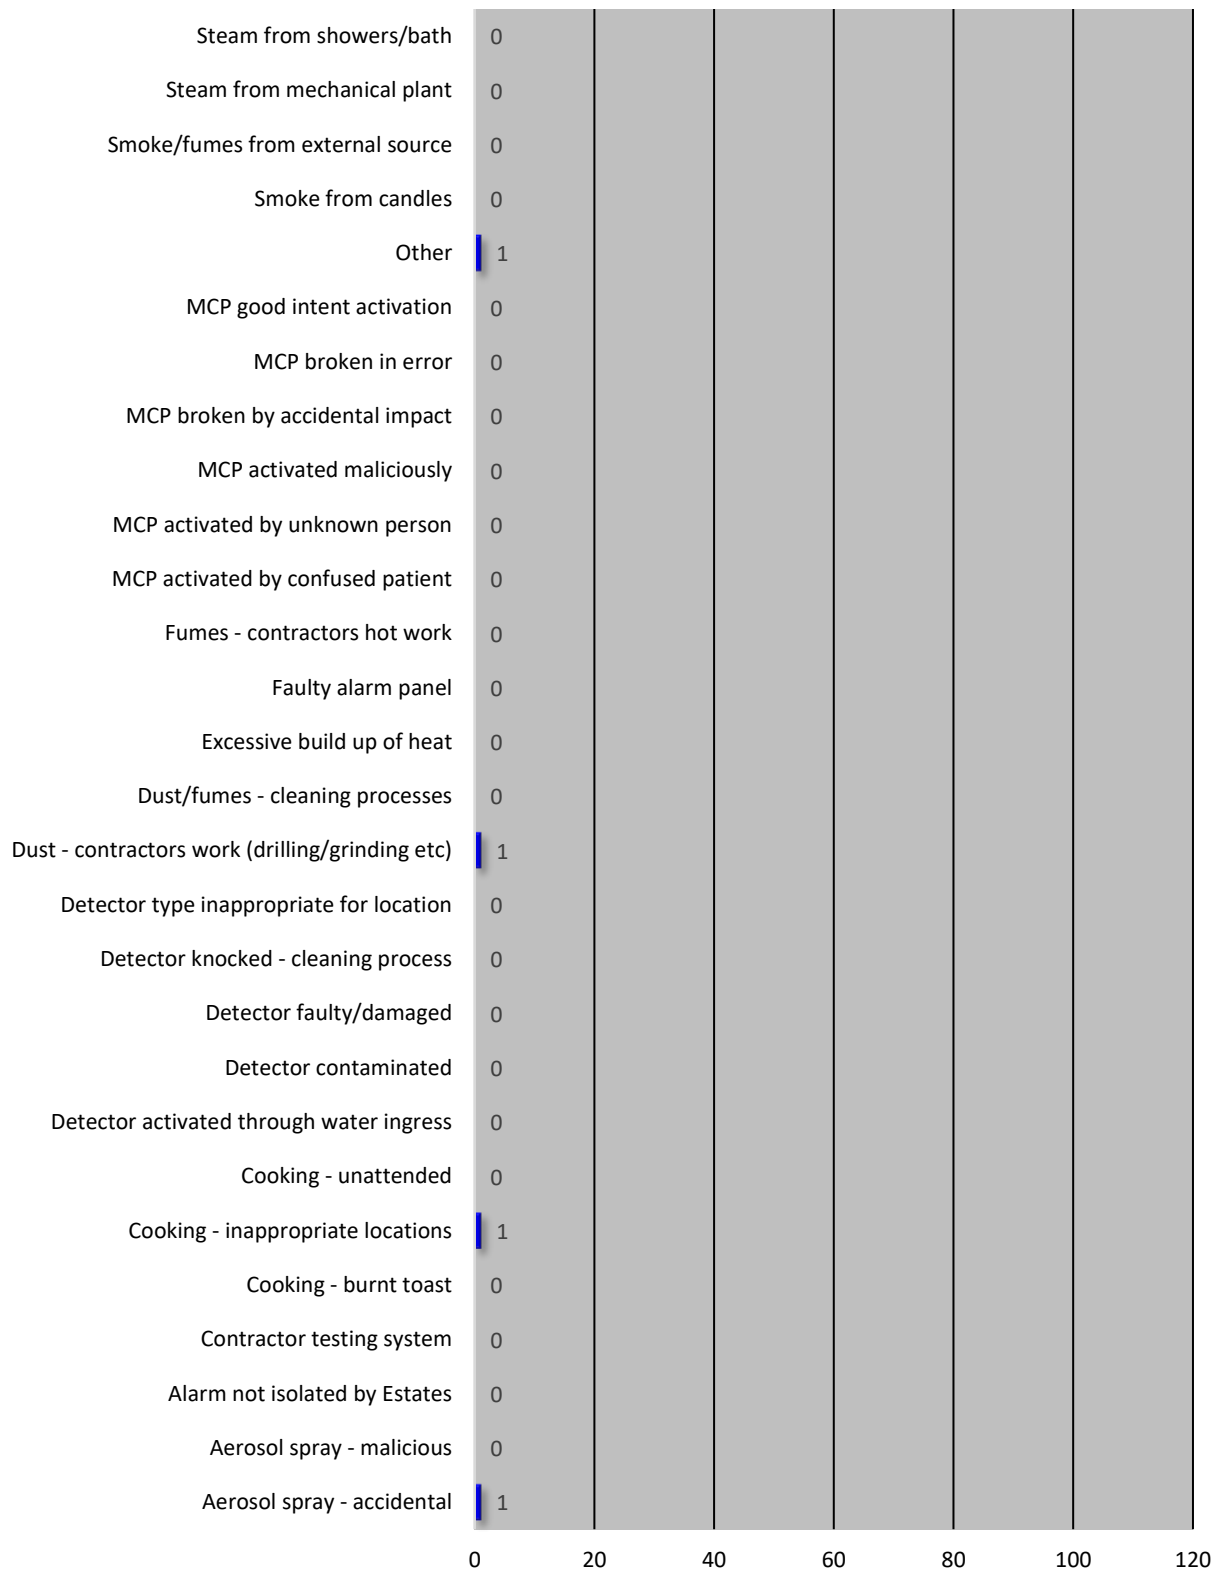 Steam from showers/bath 0
Steam from mechanical plant 0
Smoke/fumes from external source 0
Smoke from candles 0
Other 1
MCP good intent activation 0
MCP broken in error 0
MCP broken by accidental impact 0
MCP activated maliciously 0
MCP activated by unknown person 0
MCP activated by confused patient 0
Fumes - contractors hot work 0
Faulty alarm panel 0
Excessive build up of heat 0
Dust/fumes - cleaning processes 0
Dust - contractors work (drilling/grinding etc) 1
Detector type inappropriate for location 0
Detector knocked - cleaning process 0
Detector faulty/damaged 0
Detector contaminated 0
Detector activated through water ingress 0
Cooking - unattended 0
Cooking - inappropriate locations 1
Cooking - burnt toast 0
Contractor testing system 0
Alarm not isolated by Estates 0
Aerosol spray - malicious 0
Aerosol spray - accidental 1
0 20 40 60 80 100 120